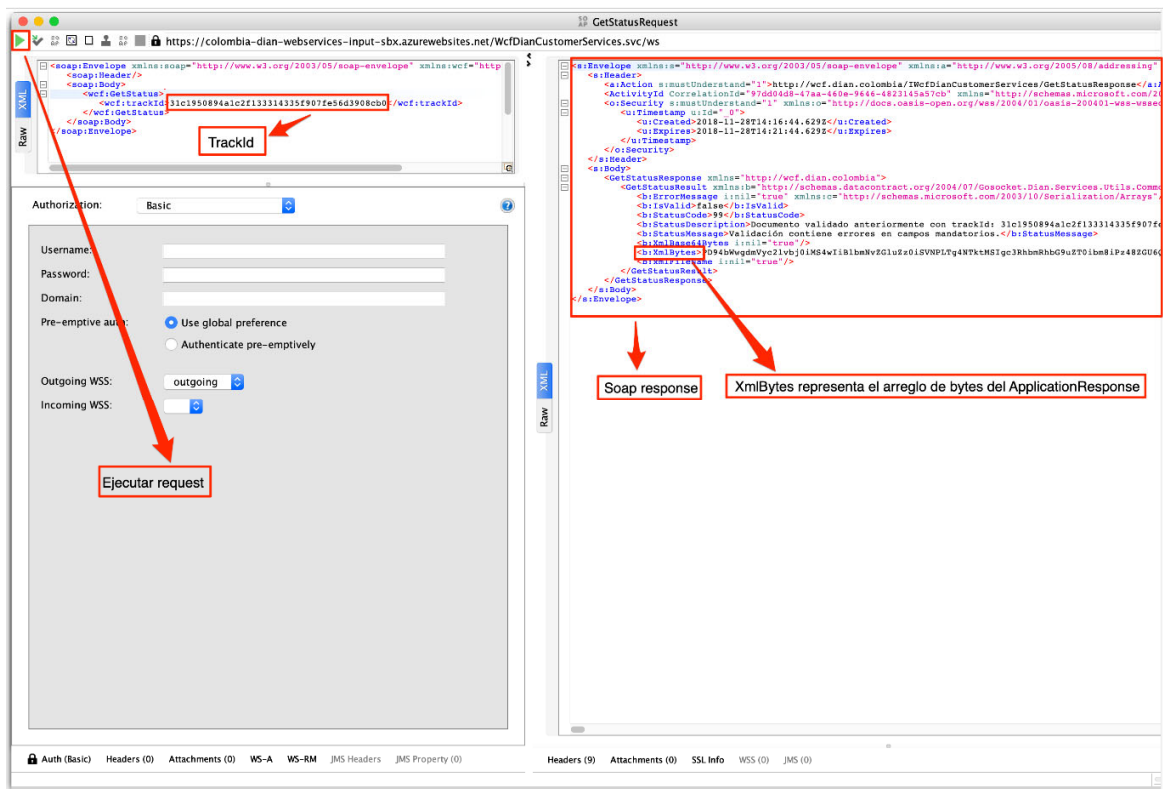 GetStatusRequest
https://colombia-dian-webservices-input-sbx.azurewebsites.net/WcfDianCustomerServices.svc/ws
XML
Raw
<soap:Envelope xmlns:soap="http://www.w3.org/2003/05/soap-envelope" xmlns:wcf="http
<soap:Header/>
<soap:Body>
<wcf:GetStatus>
<wcf:trackId>31c1950894a1c2f133314335f907fe56d3908cb0</wcf:trackId>
</wcf:GetStatus>
</soap:Body>
</soap:Envelope>
TrackId
Authorization: Basic
Username:
Password:
Domain:
Pre-emptive auth: Use global preference
Authenticate pre-emptively
Outgoing WSS: outgoing
Incoming WSS:
Ejecutar request
Auth (Basic) Headers (0) Attachments (0) WS-A WS-RM JMS Headers JMS Property (0)
XML
Raw
<s:Envelope xmlns:s="http://www.w3.org/2003/05/soap-envelope" xmlns:a="http://www.w3.org/2005/08/addressing"
<s:Header>
<a:Action s:mustUnderstand="1">http://wcf.dian.colombia/IWcfDianCustomerServices/GetStatusResponse</a:A
<ActivityId CorrelationId="97dd04d8-47aa-460e-9646-4823145a57cb" xmlns="http://schemas.microsoft.com/20
<o:Security s:mustUnderstand="1" xmlns:o="http://docs.oasis-open.org/wss/2004/01/oasis-200401-wss-wssec
<u:Timestamp u:Id="_0">
<u:Created>2018-11-28T14:16:44.629Z</u:Created>
<u:Expires>2018-11-28T14:21:44.629Z</u:Expires>
</u:Timestamp>
</o:Security>
</s:Header>
<s:Body>
<GetStatusResponse xmlns="http://wcf.dian.colombia">
<GetStatusResult xmlns:b="http://schemas.datacontract.org/2004/07/Gosocket.Dian.Services.Utils.Commo
<b:ErrorMessage i:nil="true" xmlns:c="http://schemas.microsoft.com/2003/10/Serialization/Arrays"/
<b:IsValid>false</b:IsValid>
<b:StatusCode>99</b:StatusCode>
<b:StatusDescription>Documento validado anteriormente con trackId: 31c1950894a1c2f133314335f907fe
<b:StatusMessage>Validación contiene errores en campos mandatorios.</b:StatusMessage>
<b:XmlBase64Bytes i:nil="true"/>
<b:XmlBytes>
<b:XmlFileName i:nil="true"/>
</GetStatusResult>
</GetStatusResponse>
</s:Body>
</s:Envelope>
Soap response
XmlBytes representa el arreglo de bytes del ApplicationResponse
Headers (9) Attachments (0) SSL Info WSS (0) JMS (0)